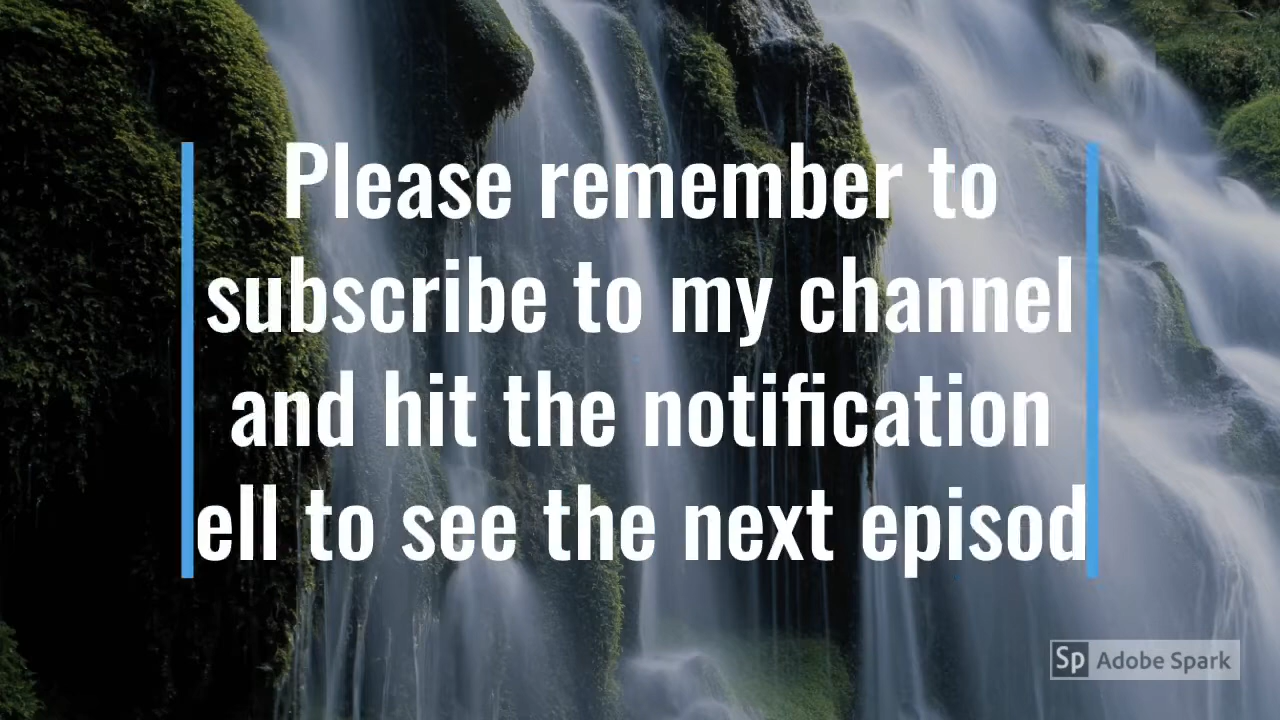 Please remember to
subscribe to my channel
and hit the notification
ell to see the next episod
Sp Adobe Spark